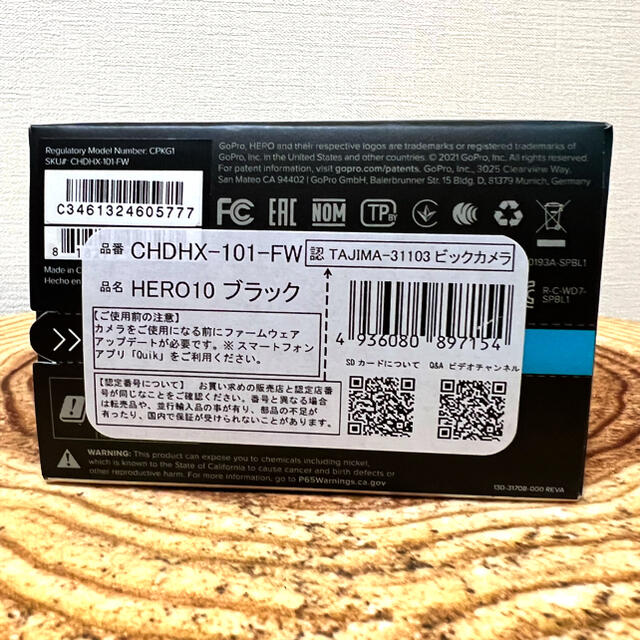 Regulatory Model Number: CPKG1
SKU# CHDHX-101-FW
C3461324605777
GoPro, HERO and their respective logos are trademarks or registered trademarks of
GoPro, Inc. in the United States and other countries. © 2021 GoPro, Inc. All rights
reserved. For patents, visit gopro.com/patents. GoPro, Inc., 3025 Clearview Way,
San Mateo CA 94402 | GoPro GmbH, Baierbrunner Str. 15 Bldg. D, 81379 Munich, Germany
FC EAC NOM TP BY
8 1
Made in C
Hecho en
0193A-SPBL1
R-C-WD7-
SPBL1
品番 CHDHX-101-FW
認 TAJIMA-31103 ビックカメラ
品名 HERO10 ブラック
【ご使用前の注意】
カメラをご使用になる前にファームウェア
アップデートが必要です。※ スマートフォン
アプリ「Quik」をご利用ください。
4 936080 897154
SDカードについて Q&A ビデオチャンネル
【認定番号について】 お買い求めの販売店と認定店番
号が同じなことをご確認ください。番号が異なる場合
は転売品や、並行輸入品の事が有り、部品の不足が
有ったり、国内で保証が受けられないことがあります。
WARNING: This product can expose you to chemicals including nickel,
which is known to the State of California to cause cancer and birth defects or
other reproductive harm. For more information, go to P65Warnings.ca.gov
130-31708-000 REVA